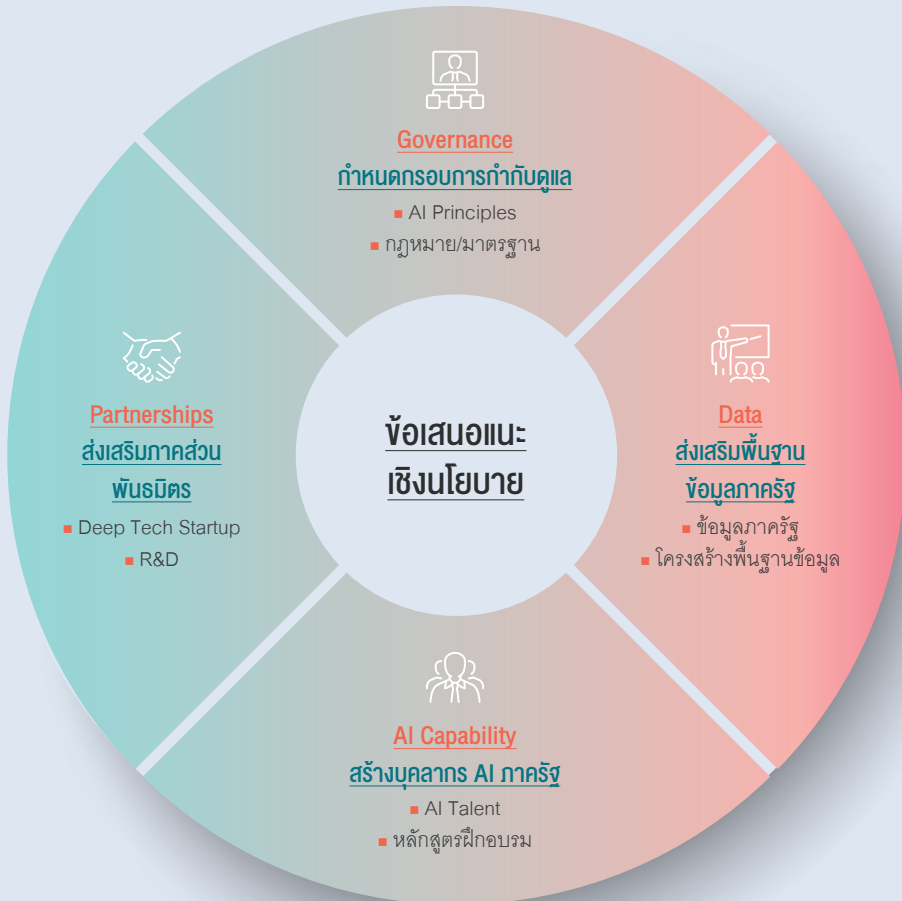 Governance
กำหนดกรอบการกำกับดูแล
▪ AI Principles
▪ กฎหมาย/มาตรฐาน
Partnerships
ส่งเสริมภาคส่วน
พันธมิตร
▪ Deep Tech Startup
▪ R&D
ข้อเสนอแนะ
เชิงนโยบาย
Data
ส่งเสริมพื้นฐาน
ข้อมูลภาครัฐ
▪ ข้อมูลภาครัฐ
▪ โครงสร้างพื้นฐานข้อมูล
AI Capability
สร้างบุคลากร AI ภาครัฐ
▪ AI Talent
▪ หลักสูตรฝึกอบรม